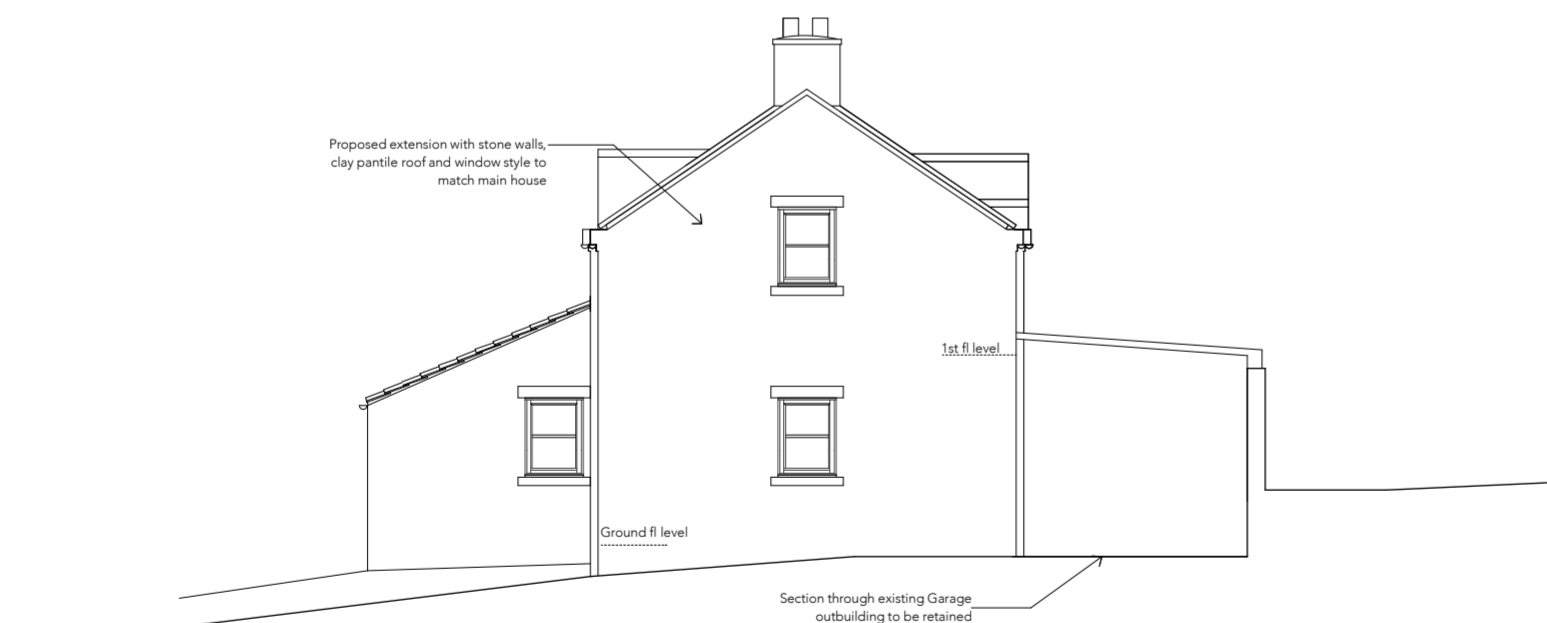 Proposed extension with stone walls,
clay pantile roof and window style to
match main house
1st fl level
Ground fl level
Section through existing Garage
outbuilding to be retained